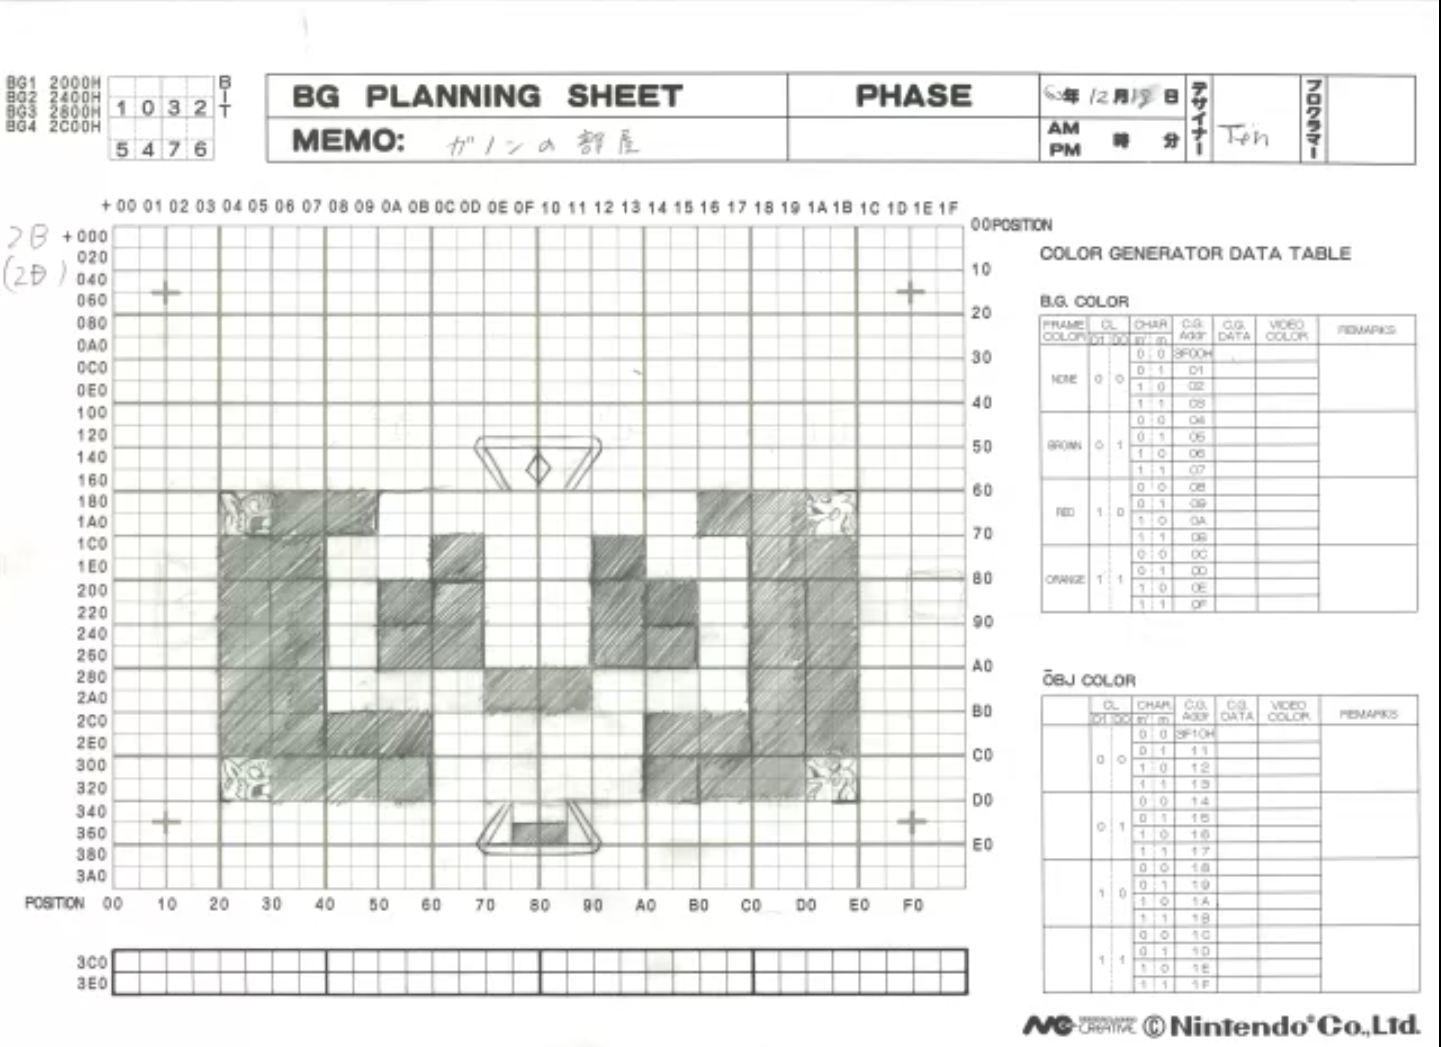 BG1 2000H
BG2 2400H
BG3 2800H
BG4 2C00H
1 0 3 2
5 4 7 6
BIT
BG PLANNING SHEET
PHASE
年 12月 日
デザイナー
Ten
プログラマー
MEMO: ガノンの部屋
AM
PM
時 分
+ 00 01 02 03 04 05 06 07 08 09 0A 0B 0C 0D 0E 0F 10 11 12 13 14 15 16 17 18 19 1A 1B 1C 1D 1E 1F
2B
(2D)
+000
020
040
060
080
0A0
0C0
0E0
100
120
140
160
180
1A0
1C0
1E0
200
220
240
260
280
2A0
2C0
2E0
300
320
340
360
380
3A0
00POSITION
10
20
30
40
50
60
70
80
90
A0
B0
C0
D0
E0
POSITION 00 10 20 30 40 50 60 70 80 90 A0 B0 C0 D0 E0 F0
3C0
3E0
COLOR GENERATOR DATA TABLE
B.G. COLOR
FRAME COLOR CL CHAR C.G. Addr C.G. DATA VIDEO COLOR REMARKS
D1 D0 m' m
NONE 0 0
0 0 3F00H
0 1 01
1 0 02
1 1 03
BROWN 0 1
0 0 04
0 1 05
1 0 06
1 1 07
RED 1 0
0 0 08
0 1 09
1 0 0A
1 1 0B
ORANGE 1 1
0 0 0C
0 1 0D
1 0 0E
1 1 0F
OBJ COLOR
CL CHAR. C.G. Addr C.G. DATA VIDEO COLOR REMARKS
D1 D0 m' m
0 0
0 0 3F10H
0 1 11
1 0 12
1 1 13
0 1
0 0 14
0 1 15
1 0 16
1 1 17
1 0
0 0 18
0 1 19
1 0 1A
1 1 1B
1 1
0 0 1C
0 1 1D
1 0 1E
1 1 1F
CREATIVE © Nintendo Co.,Ltd.